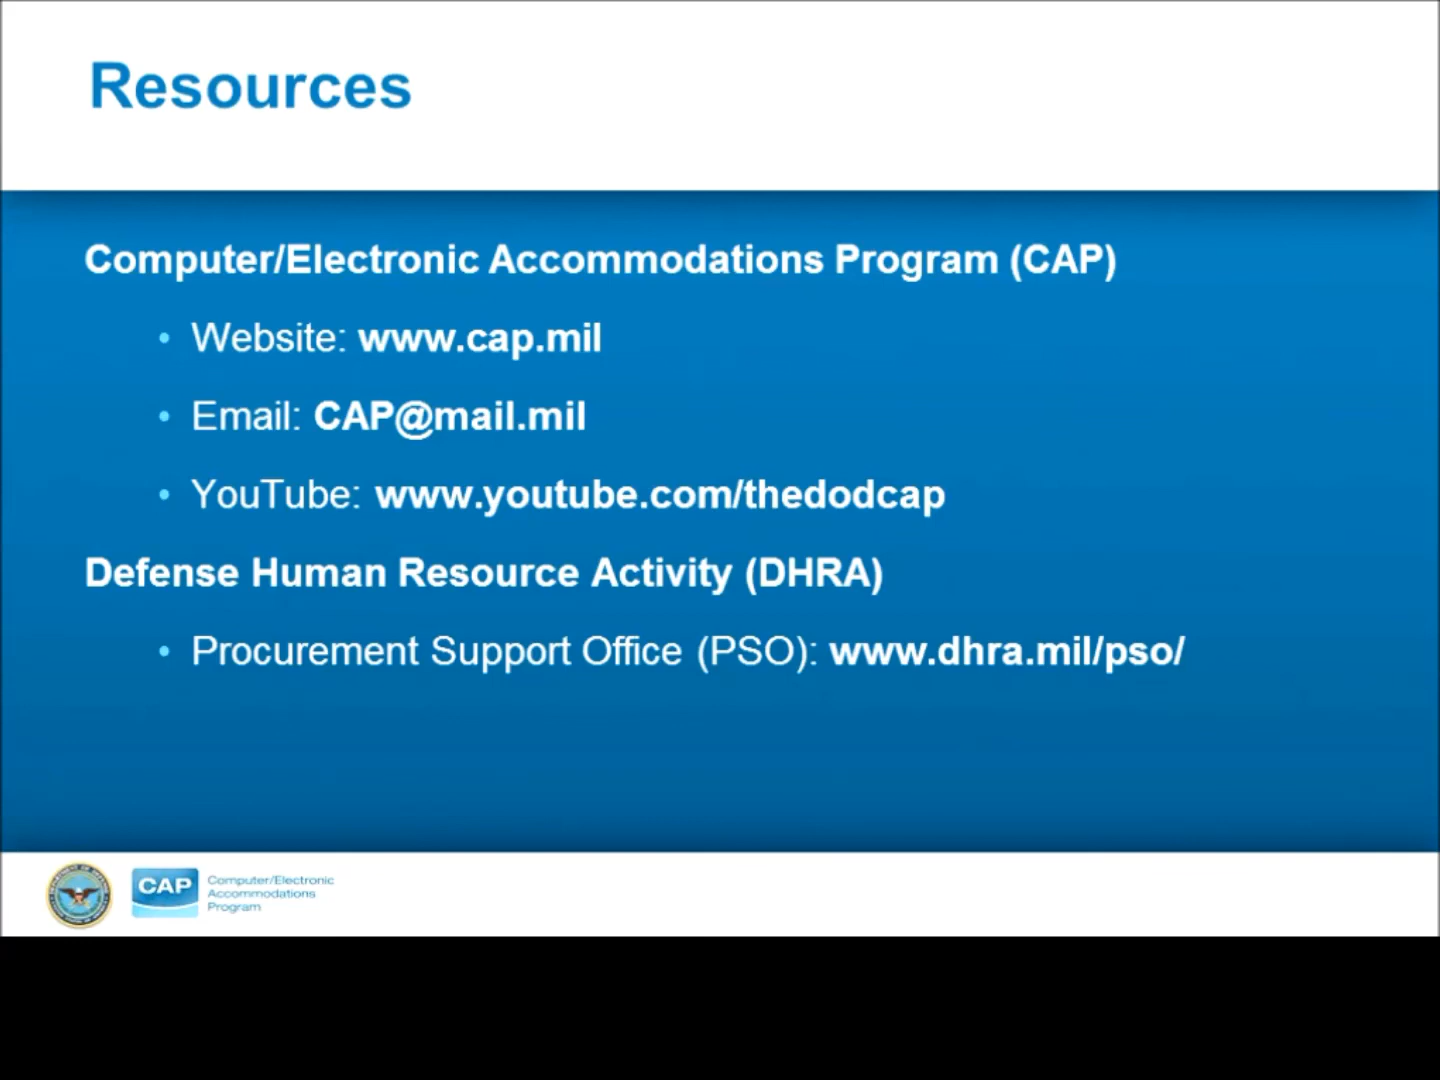 Resources
Computer/Electronic Accommodations Program (CAP)
• Website: www.cap.mil
• Email: CAP@mail.mil
• YouTube: www.youtube.com/thedodcap
Defense Human Resource Activity (DHRA)
• Procurement Support Office (PSO): www.dhra.mil/pso/
CAP
Computer/Electronic
Accommodations
Program